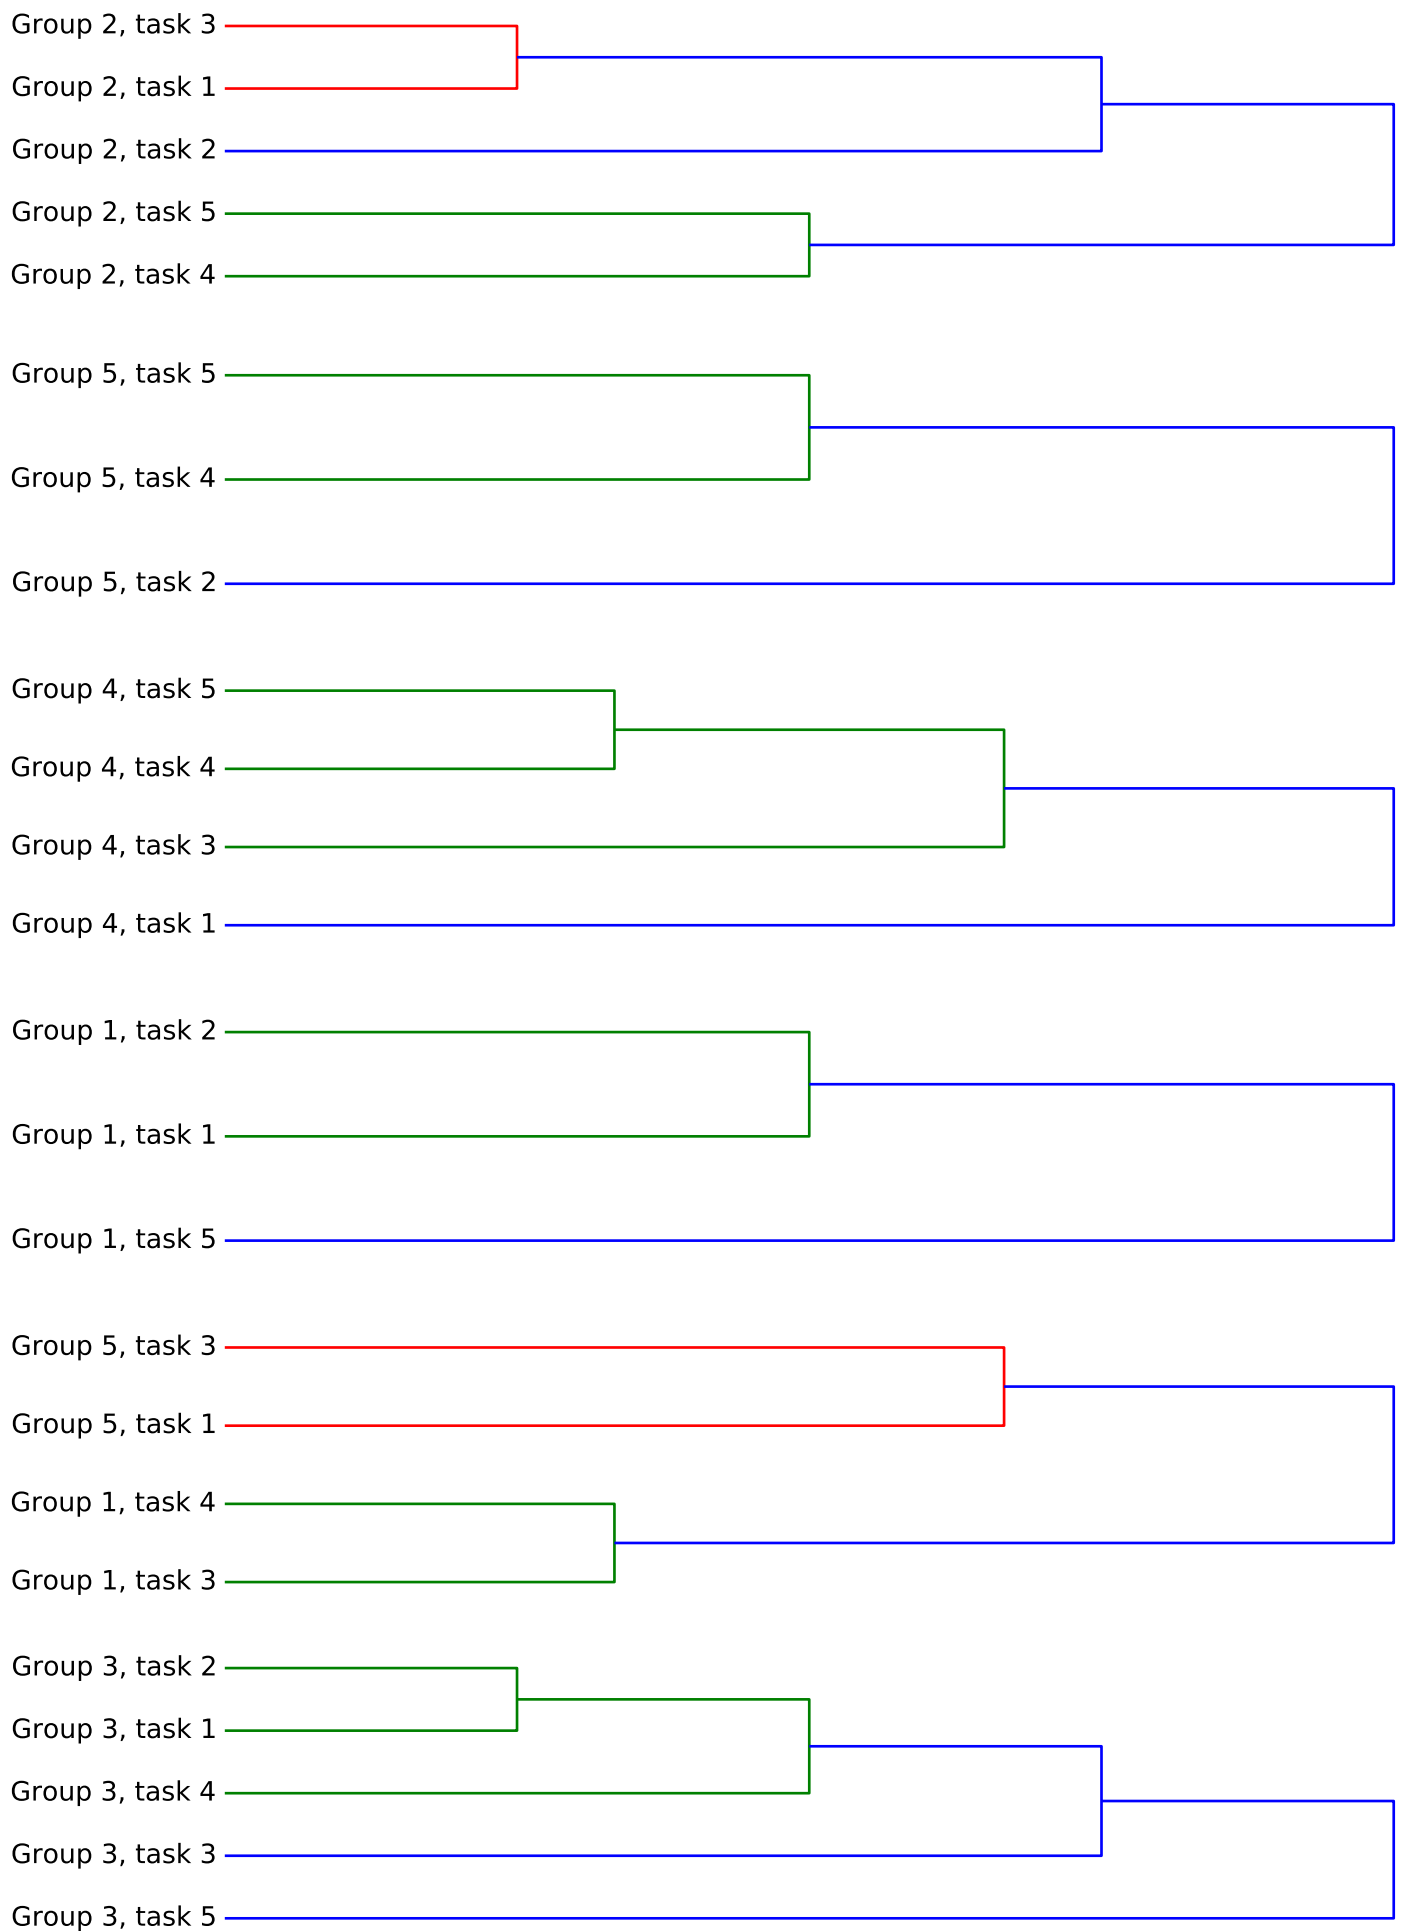 Group 2, task 3
Group 2, task 1
Group 2, task 2
Group 2, task 5
Group 2, task 4
Group 5, task 5
Group 5, task 4
Group 5, task 2
Group 4, task 5
Group 4, task 4
Group 4, task 3
Group 4, task 1
Group 1, task 2
Group 1, task 1
Group 1, task 5
Group 5, task 3
Group 5, task 1
Group 1, task 4
Group 1, task 3
Group 3, task 2
Group 3, task 1
Group 3, task 4
Group 3, task 3
Group 3, task 5